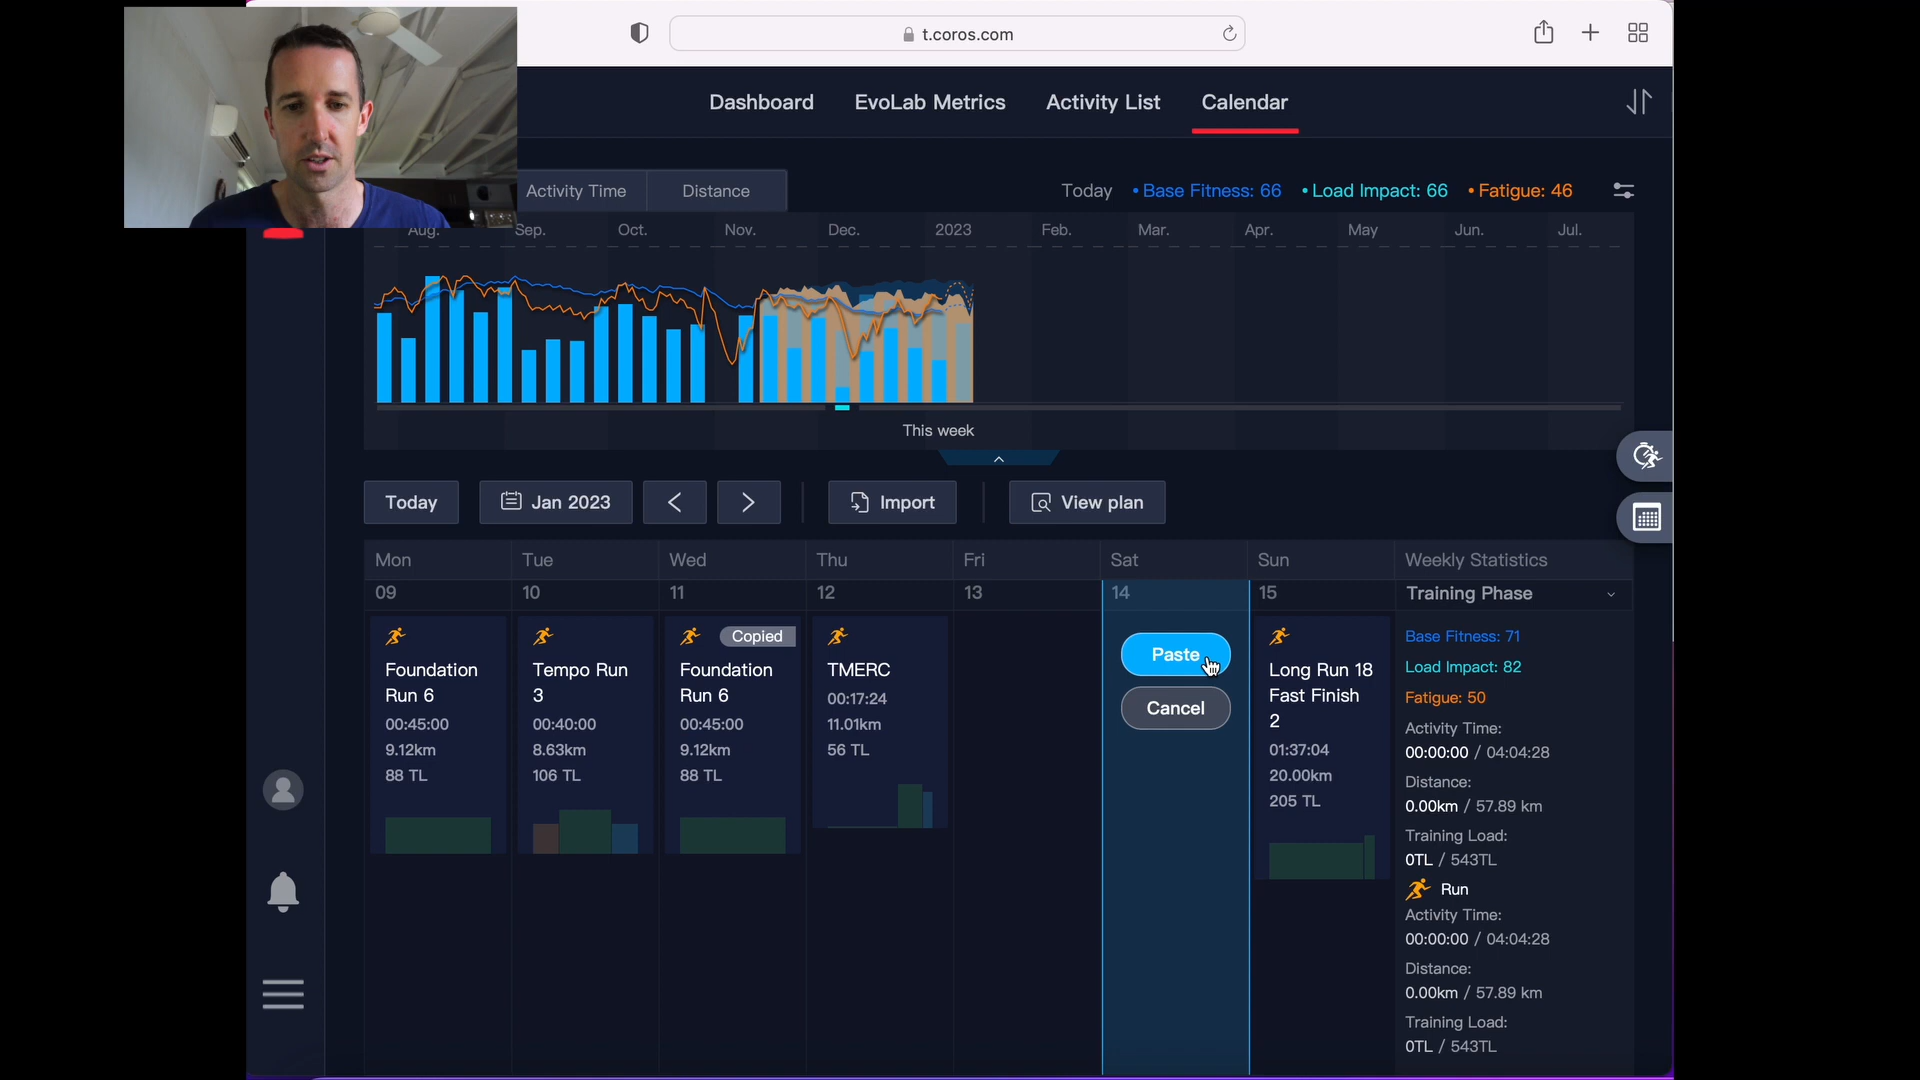 t.coros.com
Dashboard
EvoLab Metrics
Activity List
Calendar
Activity Time
Distance
Today
Base Fitness: 66
Load Impact: 66
Fatigue: 46
Aug.
Sep.
Oct.
Nov.
Dec.
2023
Feb.
Mar.
Apr.
May
Jun.
Jul.
This week
Today
Jan 2023
Import
View plan
Mon
Tue
Wed
Thu
Fri
Sat
Sun
Weekly Statistics
09
10
11
12
13
14
15
Training Phase
Foundation
Run 6
00:45:00
9.12km
88 TL
Tempo Run
3
00:40:00
8.63km
106 TL
Copied
Foundation
Run 6
00:45:00
9.12km
88 TL
TMERC
00:17:24
11.01km
56 TL
Paste
Cancel
Long Run 18
Fast Finish
2
01:37:04
20.00km
205 TL
Base Fitness: 71
Load Impact: 82
Fatigue: 50
Activity Time:
00:00:00 / 04:04:28
Distance:
0.00km / 57.89 km
Training Load:
0TL / 543TL
Run
Activity Time:
00:00:00 / 04:04:28
Distance:
0.00km / 57.89 km
Training Load:
0TL / 543TL